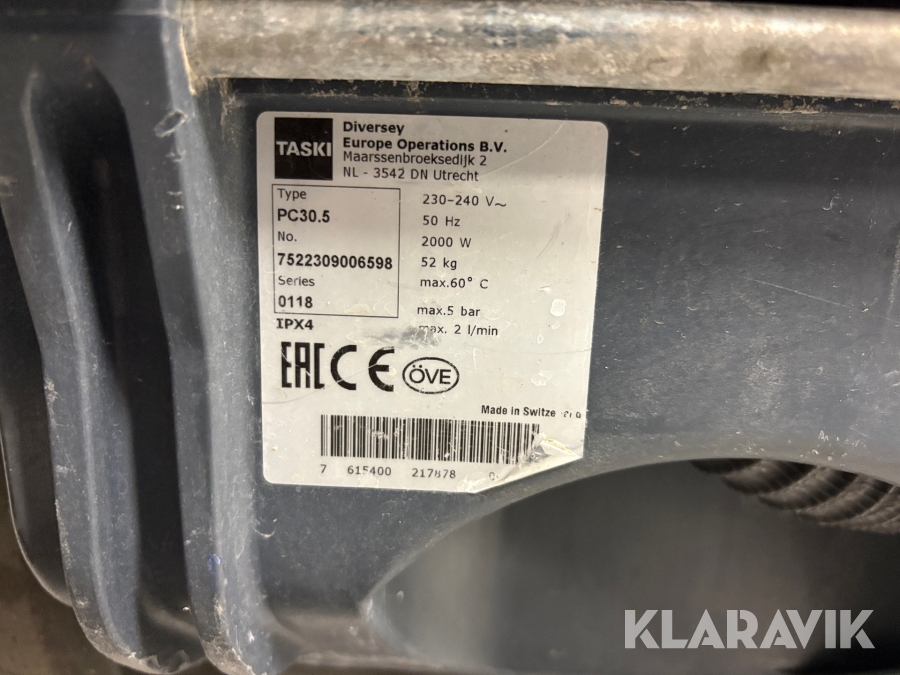 TASKI
Diversey
Europe Operations B.V.
Maarssenbroeksedijk 2
NL - 3542 DN Utrecht
Type
PC30.5
No.
7522309006598
Series
0118
IPX4
230-240 V~
50 Hz
2000 W
52 kg
max.60° C
max.5 bar
max. 2 l/min
EAC CE ÖVE
Made in
7 615400 217878
KLARAVIK